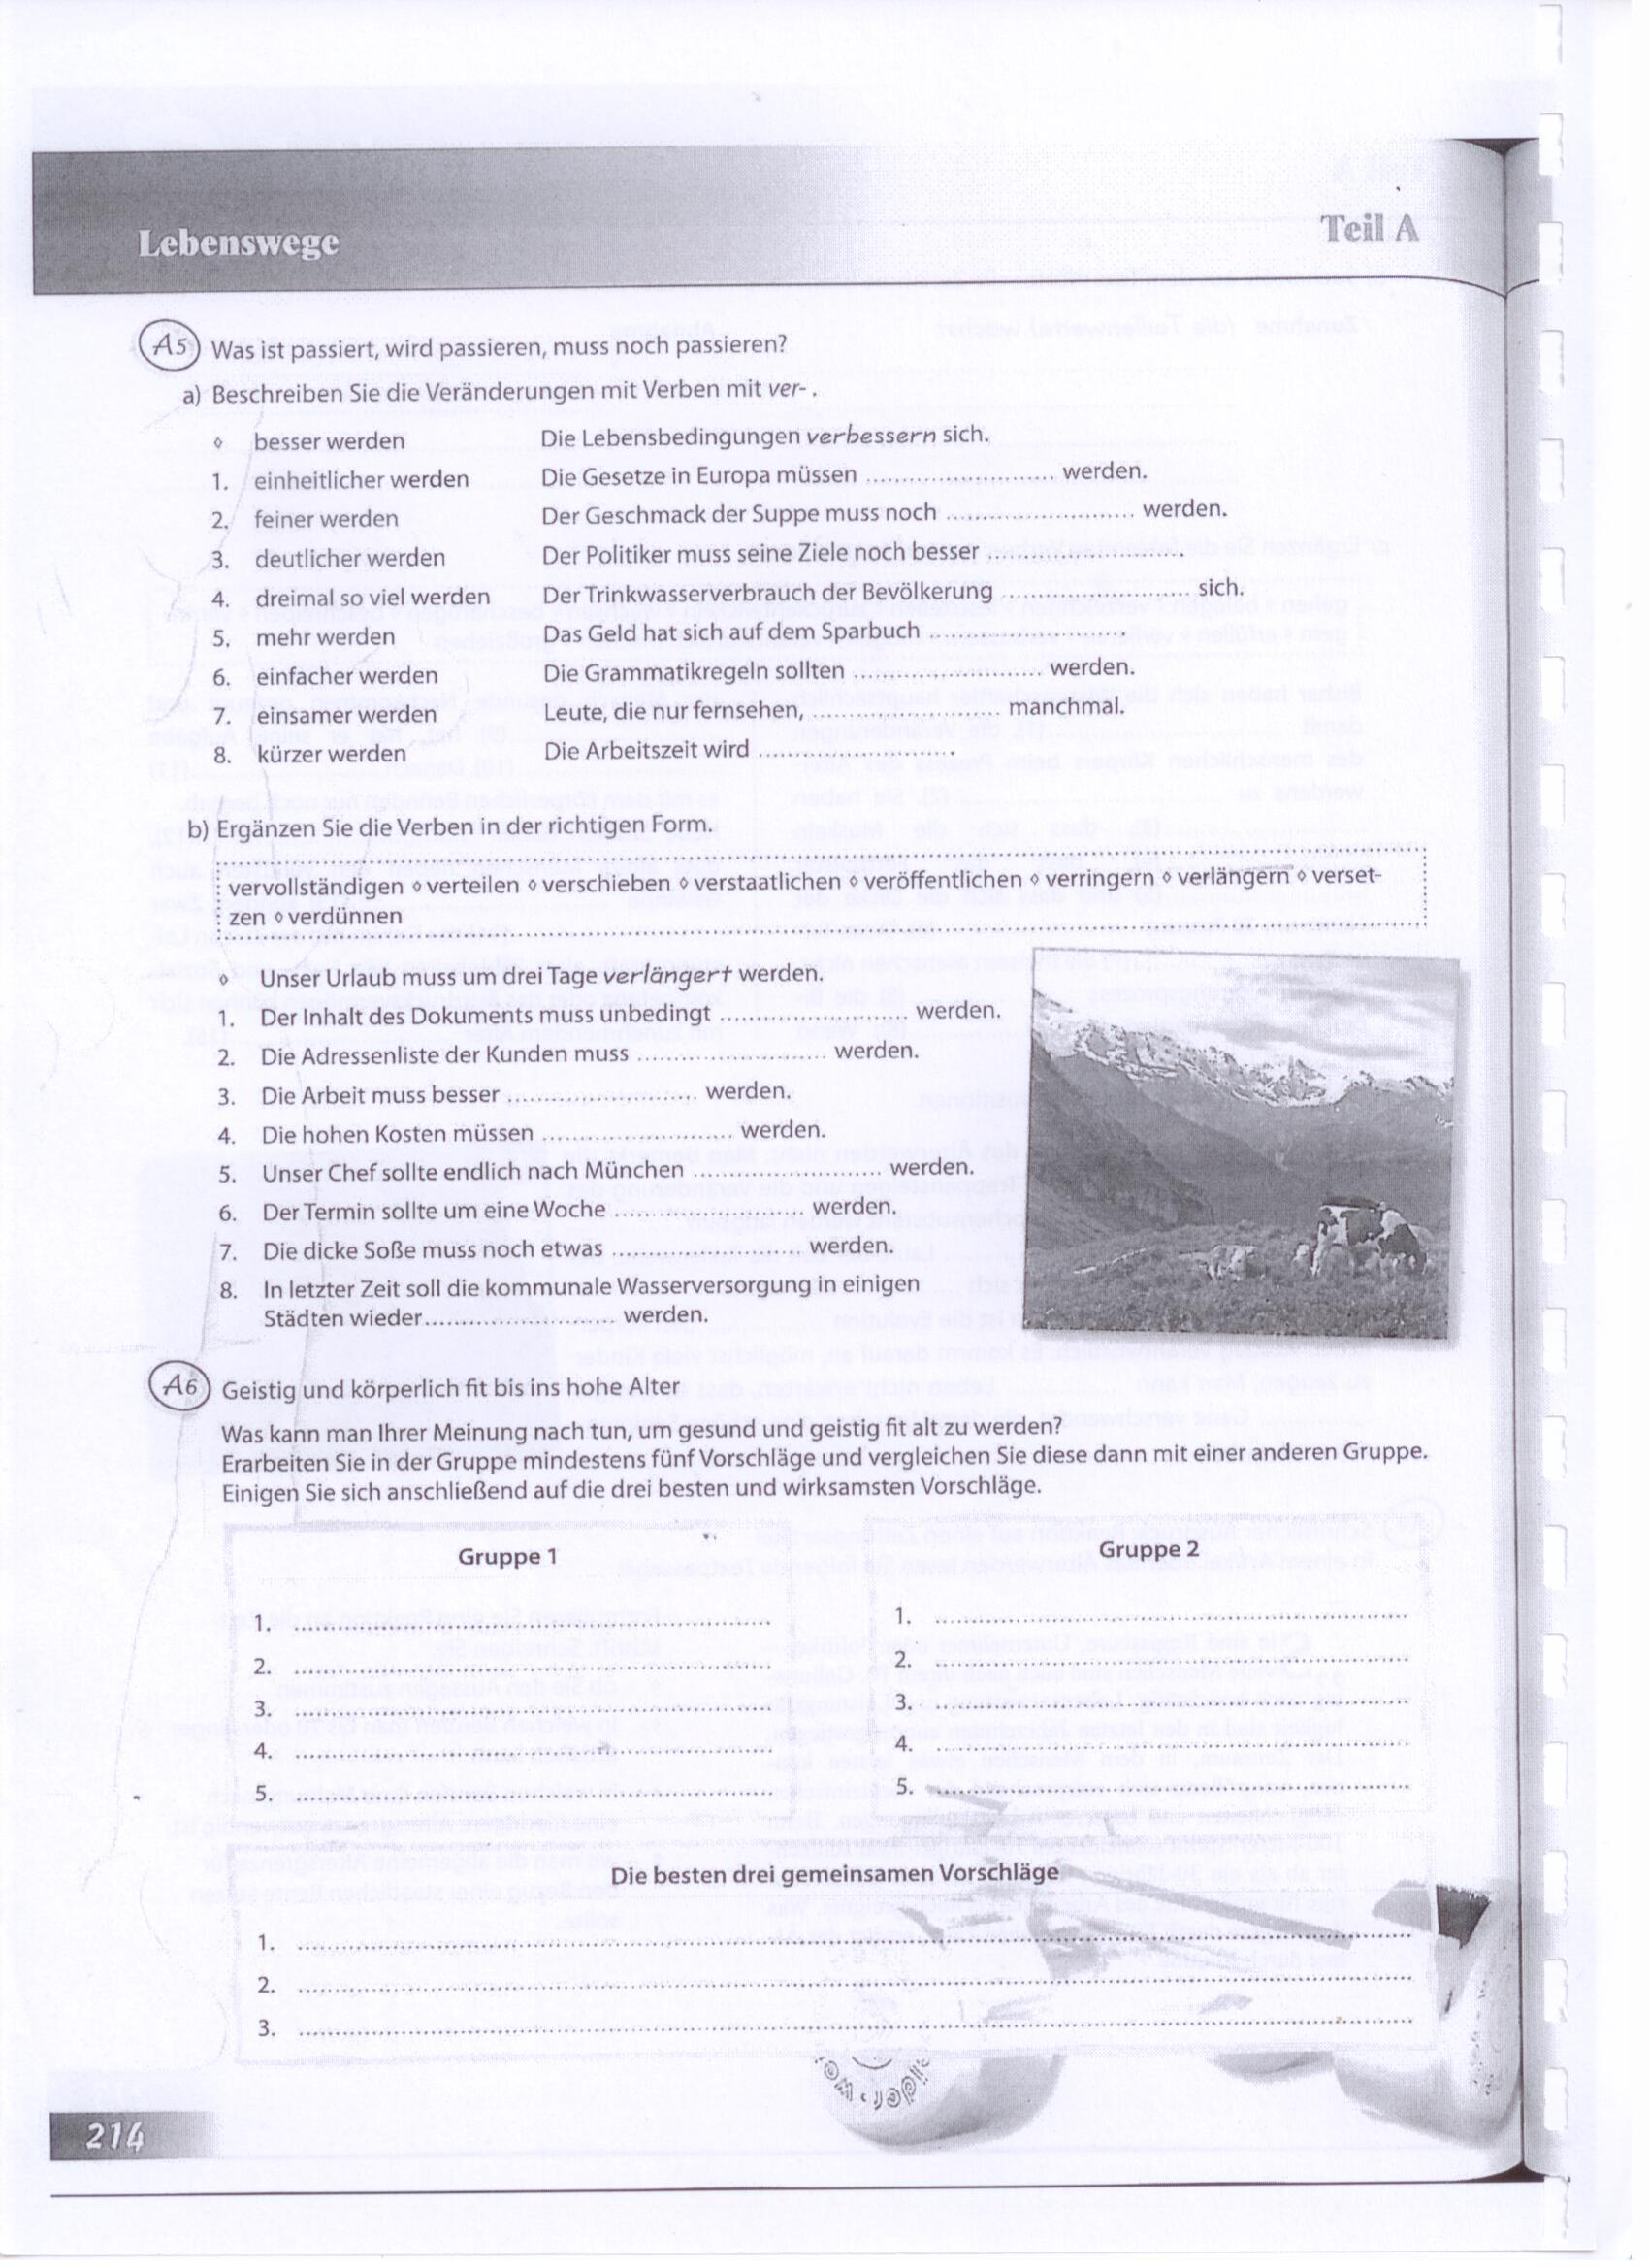 Lebenswege
Teil A
A5 Was ist passiert, wird passieren, muss noch passieren?
a) Beschreiben Sie die Veränderungen mit Verben mit ver- .
◊ besser werden Die Lebensbedingungen verbessern sich.
1. einheitlicher werden Die Gesetze in Europa müssen ........................ werden.
2. feiner werden Der Geschmack der Suppe muss noch ........................ werden.
3. deutlicher werden Der Politiker muss seine Ziele noch besser ........................ .
4. dreimal so viel werden Der Trinkwasserverbrauch der Bevölkerung ........................ sich.
5. mehr werden Das Geld hat sich auf dem Sparbuch ........................ .
6. einfacher werden Die Grammatikregeln sollten ........................ werden.
7. einsamer werden Leute, die nur fernsehen, ........................ manchmal.
8. kürzer werden Die Arbeitszeit wird ........................ .
b) Ergänzen Sie die Verben in der richtigen Form.
vervollständigen ◊ verteilen ◊ verschieben ◊ verstaatlichen ◊ veröffentlichen ◊ verringern ◊ verlängern ◊ verset-
zen ◊ verdünnen
◊ Unser Urlaub muss um drei Tage verlängert werden.
1. Der Inhalt des Dokuments muss unbedingt ........................ werden.
2. Die Adressenliste der Kunden muss ........................ werden.
3. Die Arbeit muss besser ........................ werden.
4. Die hohen Kosten müssen ........................ werden.
5. Unser Chef sollte endlich nach München ........................ werden.
6. Der Termin sollte um eine Woche ........................ werden.
7. Die dicke Soße muss noch etwas ........................ werden.
8. In letzter Zeit soll die kommunale Wasserversorgung in einigen
Städten wieder........................ werden.
A6 Geistig und körperlich fit bis ins hohe Alter
Was kann man Ihrer Meinung nach tun, um gesund und geistig fit alt zu werden?
Erarbeiten Sie in der Gruppe mindestens fünf Vorschläge und vergleichen Sie diese dann mit einer anderen Gruppe.
Einigen Sie sich anschließend auf die drei besten und wirksamsten Vorschläge.
Gruppe 1
1. ........................
2. ........................
3. ........................
4. ........................
5. ........................
Gruppe 2
1. ........................
2. ........................
3. ........................
4. ........................
5. ........................
Die besten drei gemeinsamen Vorschläge
1. ........................
2. ........................
3. ........................
214